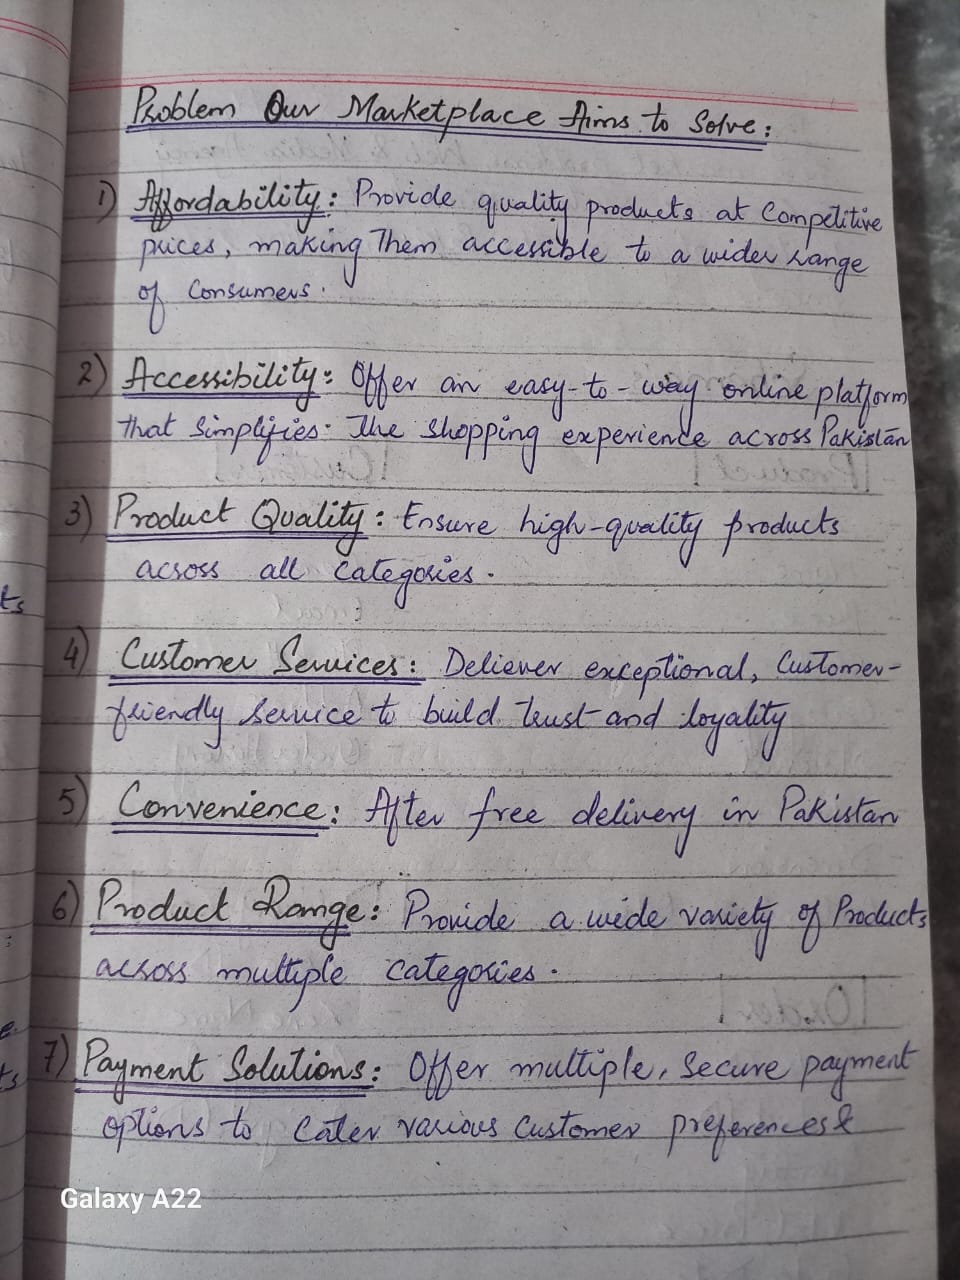 Problem Our Marketplace Aims to Solve:
1) Affordability: Provide quality products at Competitive
prices, making Them accessible to a wider range
of Consumers.
2) Accessibility: Offer an easy-to-way online platform
that Simplifies. The shopping experience across Pakistan
3) Product Quality: Ensure high-quality products
across all categories.
4) Customer Services: Deliever exceptional, Customer-
friendly service to build trust and loyality
5) Convenience: After free delivery in Pakistan
6) Product Range: Provide a wide variety of Products
across multiple categories.
7) Payment Solutions: Offer multiple, Secure payment
options to Cater various Customer preferences &
Galaxy A22